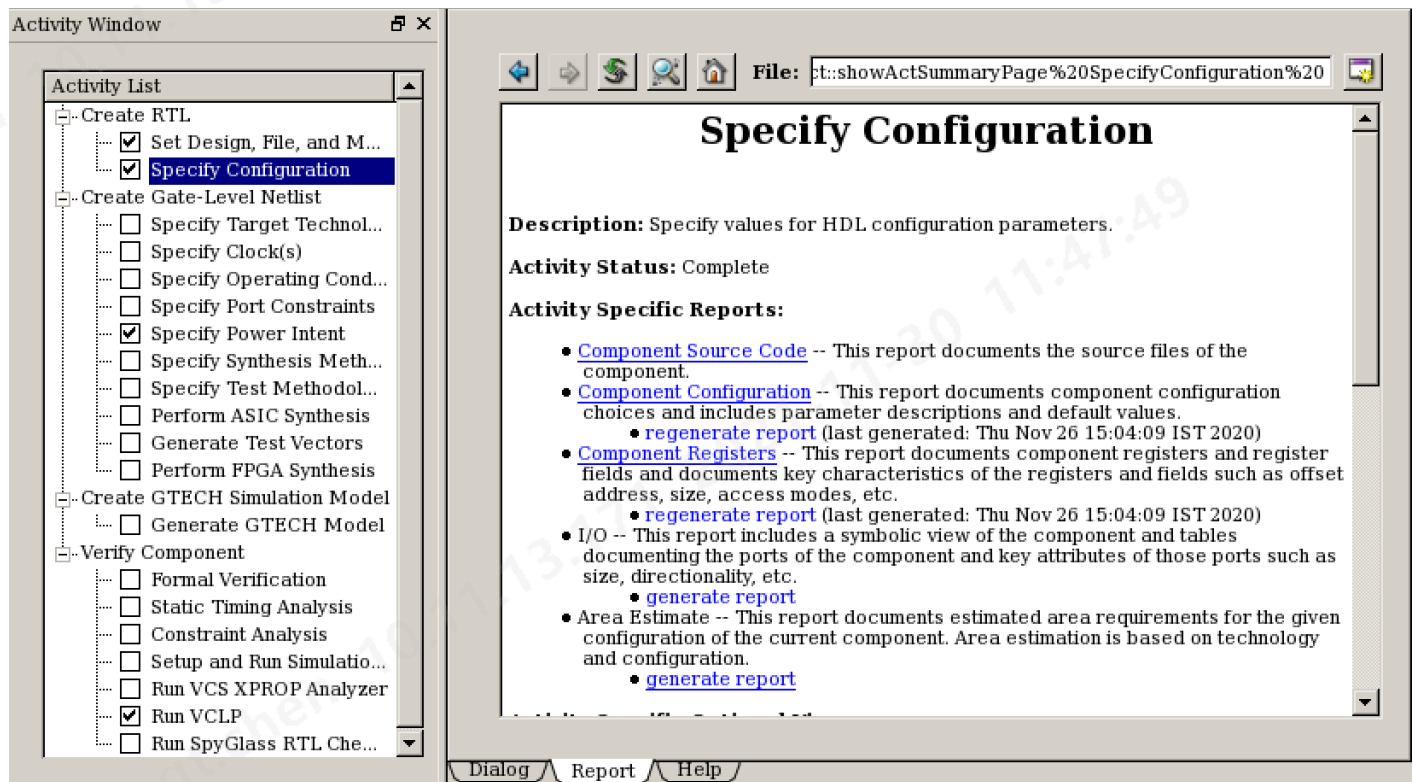 Activity Window
Activity List
Create RTL
Set Design, File, and M...
Specify Configuration
Create Gate-Level Netlist
Specify Target Technol...
Specify Clock(s)
Specify Operating Cond...
Specify Port Constraints
Specify Power Intent
Specify Synthesis Meth...
Specify Test Methodol...
Perform ASIC Synthesis
Generate Test Vectors
Perform FPGA Synthesis
Create GTECH Simulation Model
Generate GTECH Model
Verify Component
Formal Verification
Static Timing Analysis
Constraint Analysis
Setup and Run Simulatio...
Run VCS XPROP Analyzer
Run VCLP
Run SpyGlass RTL Che...
File: ct::showActSummaryPage%20SpecifyConfiguration%20
Specify Configuration
Description: Specify values for HDL configuration parameters.
Activity Status: Complete
Activity Specific Reports:
Component Source Code -- This report documents the source files of the
component.
Component Configuration -- This report documents component configuration
choices and includes parameter descriptions and default values.
regenerate report (last generated: Thu Nov 26 15:04:09 IST 2020)
Component Registers -- This report documents component registers and register
fields and documents key characteristics of the registers and fields such as offset
address, size, access modes, etc.
regenerate report (last generated: Thu Nov 26 15:04:09 IST 2020)
I/O -- This report includes a symbolic view of the component and tables
documenting the ports of the component and key attributes of those ports such as
size, directionality, etc.
generate report
Area Estimate -- This report documents estimated area requirements for the given
configuration of the current component. Area estimation is based on technology
and configuration.
generate report
Dialog
Report
Help
11-30 11:47:49